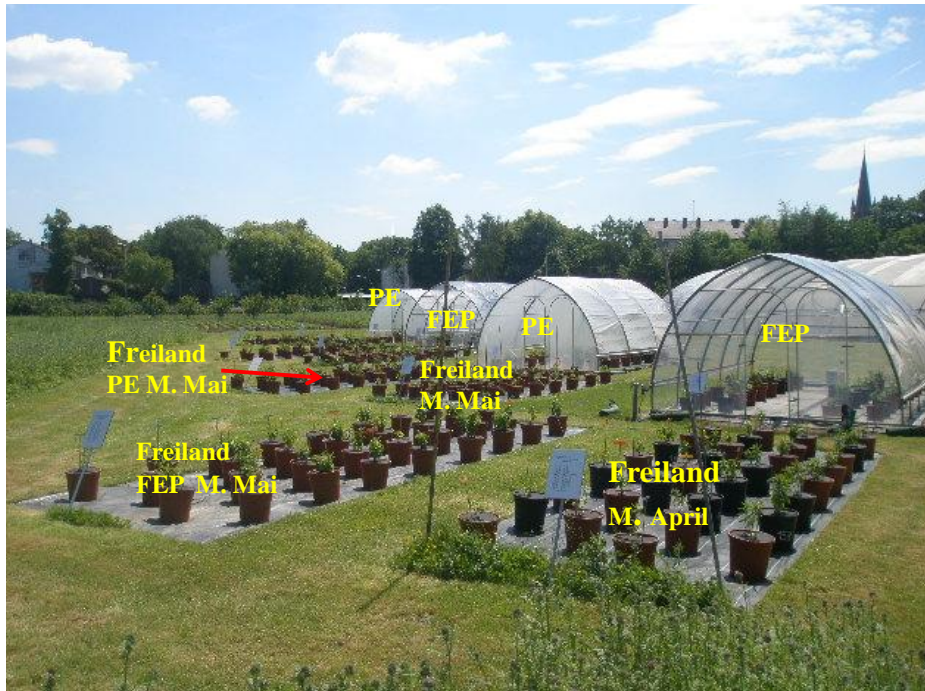 PE
FEP
PE
FEP
Freiland
PE M. Mai
Freiland
M. Mai
Freiland
FEP M. Mai
Freiland
M. April